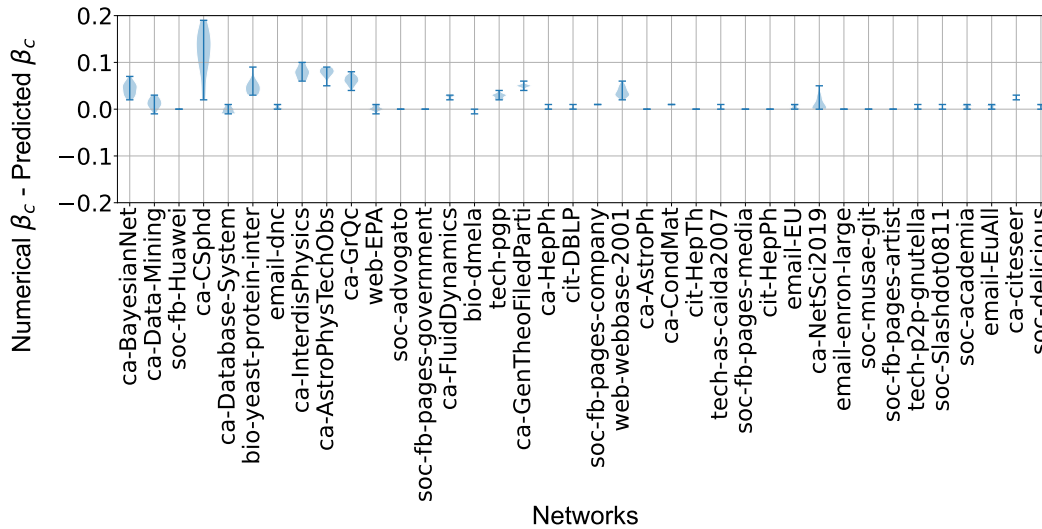 Numerical β_c - Predicted β_c
0.2
0.1
0.0
−0.1
−0.2
ca-BayesianNet
ca-Data-Mining
soc-fb-Huawei
ca-CSphd
ca-Database-System
bio-yeast-protein-inter
email-dnc
ca-InterdisPhysics
ca-AstroPhysTechObs
ca-GrQc
web-EPA
soc-advogato
soc-fb-pages-government
ca-FluidDynamics
bio-dmela
tech-pgp
ca-GenTheoFiledParti
ca-HepPh
cit-DBLP
soc-fb-pages-company
web-webbase-2001
ca-AstroPh
ca-CondMat
cit-HepTh
tech-as-caida2007
soc-fb-pages-media
cit-HepPh
email-EU
ca-NetSci2019
email-enron-large
soc-musae-git
soc-fb-pages-artist
tech-p2p-gnutella
soc-Slashdot0811
soc-academia
email-EuAll
ca-citeseer
soc-delicious
Networks